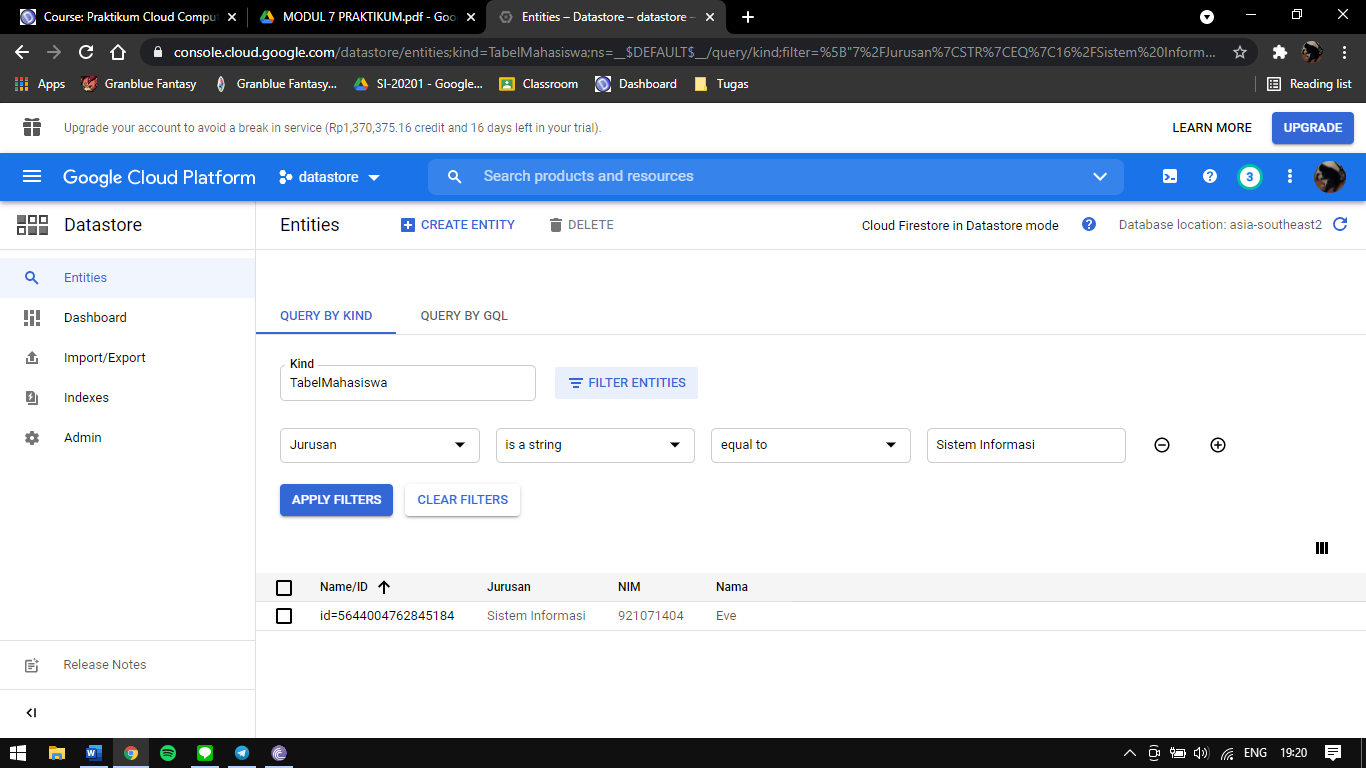 Course: Praktikum Cloud Comput
MODUL 7 PRAKTIKUM.pdf - Goo
Entities – Datastore – datastore –
console.cloud.google.com/datastore/entities;kind=TabelMahasiswa;ns=__$DEFAULT$__/query/kind;filter=%5B"7%2FJurusan%7CSTR%7CEQ%7C16%2FSistem%20Inform...
Apps
Granblue Fantasy
Granblue Fantasy...
SI-20201 - Google...
Classroom
Dashboard
Tugas
Reading list
Upgrade your account to avoid a break in service (Rp1,370,375.16 credit and 16 days left in your trial).
LEARN MORE
UPGRADE
Google Cloud Platform
datastore
Search products and resources
3
Datastore
Entities
CREATE ENTITY
DELETE
Cloud Firestore in Datastore mode
Database location: asia-southeast2
Entities
Dashboard
Import/Export
Indexes
Admin
QUERY BY KIND
QUERY BY GQL
Kind
TabelMahasiswa
FILTER ENTITIES
Jurusan
is a string
equal to
Sistem Informasi
APPLY FILTERS
CLEAR FILTERS
Name/ID Jurusan NIM Nama
id=5644004762845184 Sistem Informasi 921071404 Eve
Release Notes
ENG
19:20